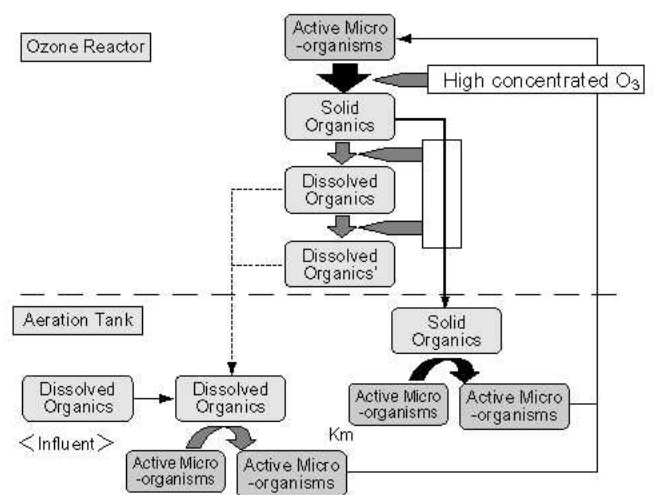 Ozone Reactor
Active Micro
-organisms
High concentrated O₃
Solid
Organics
Dissolved
Organics
Dissolved
Organics'
Aeration Tank
Solid
Organics
Dissolved
Organics
Dissolved
Organics
Active Micro
-organisms
Active Micro
-organisms
<Influent>
Km
Active Micro
-organisms
Active Micro
-organisms